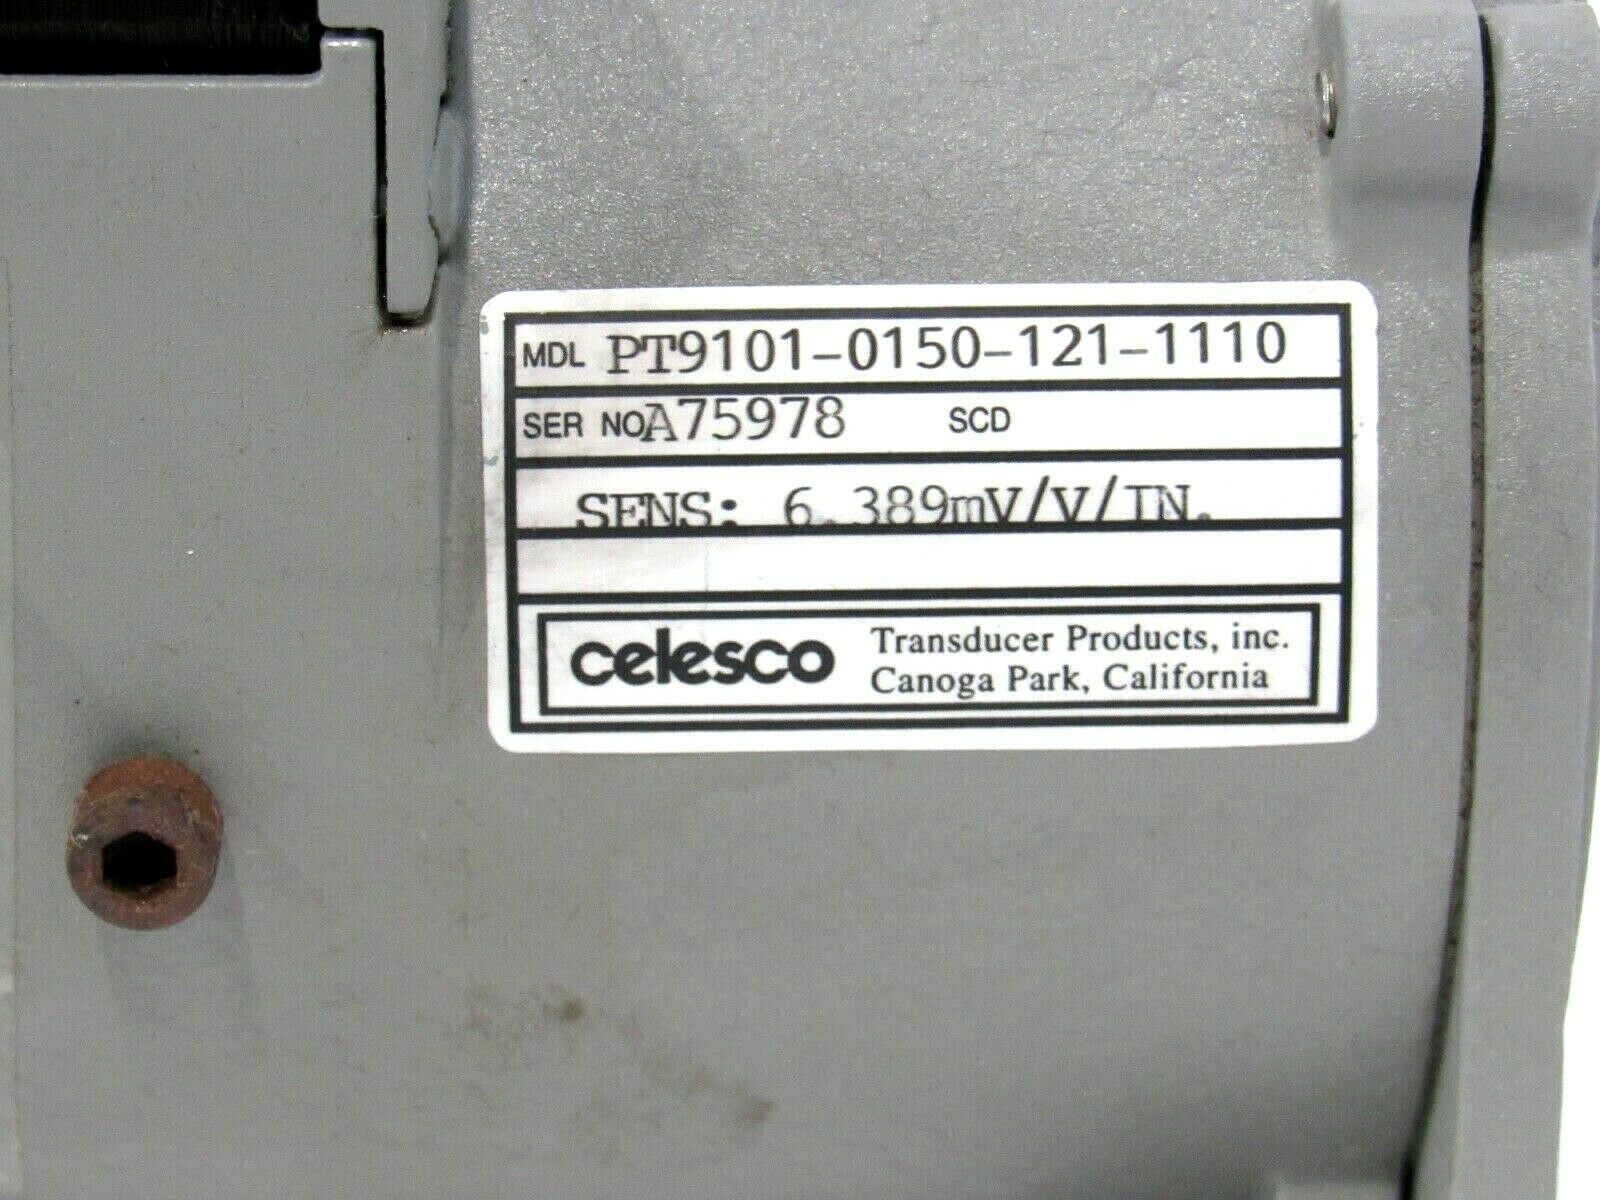 MDL PT9101-0150-121-1110
SER NO A75978 SCD
SENS: 6.389mV/V/IN.
celesco Transducer Products, inc.
Canoga Park, California